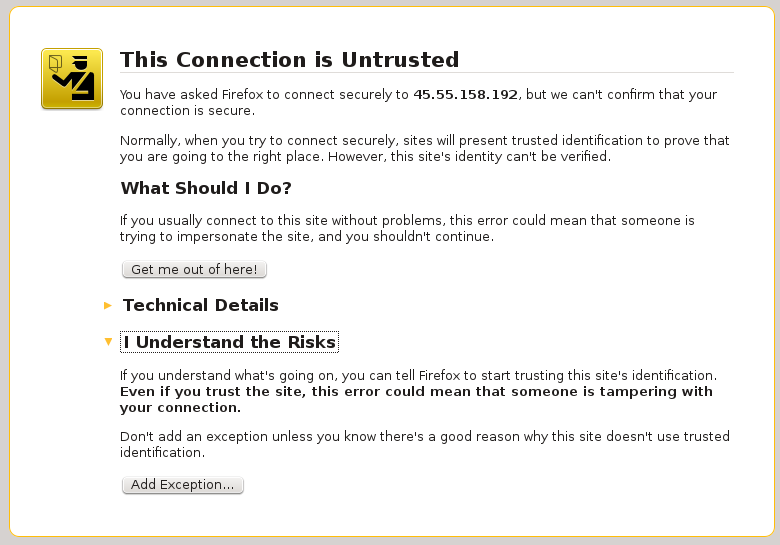 This Connection is Untrusted
You have asked Firefox to connect securely to 45.55.158.192, but we can't confirm that your
connection is secure.
Normally, when you try to connect securely, sites will present trusted identification to prove that
you are going to the right place. However, this site's identity can't be verified.
What Should I Do?
If you usually connect to this site without problems, this error could mean that someone is
trying to impersonate the site, and you shouldn't continue.
Get me out of here!
Technical Details
I Understand the Risks
If you understand what's going on, you can tell Firefox to start trusting this site's identification.
Even if you trust the site, this error could mean that someone is tampering with
your connection.
Don't add an exception unless you know there's a good reason why this site doesn't use trusted
identification.
Add Exception...